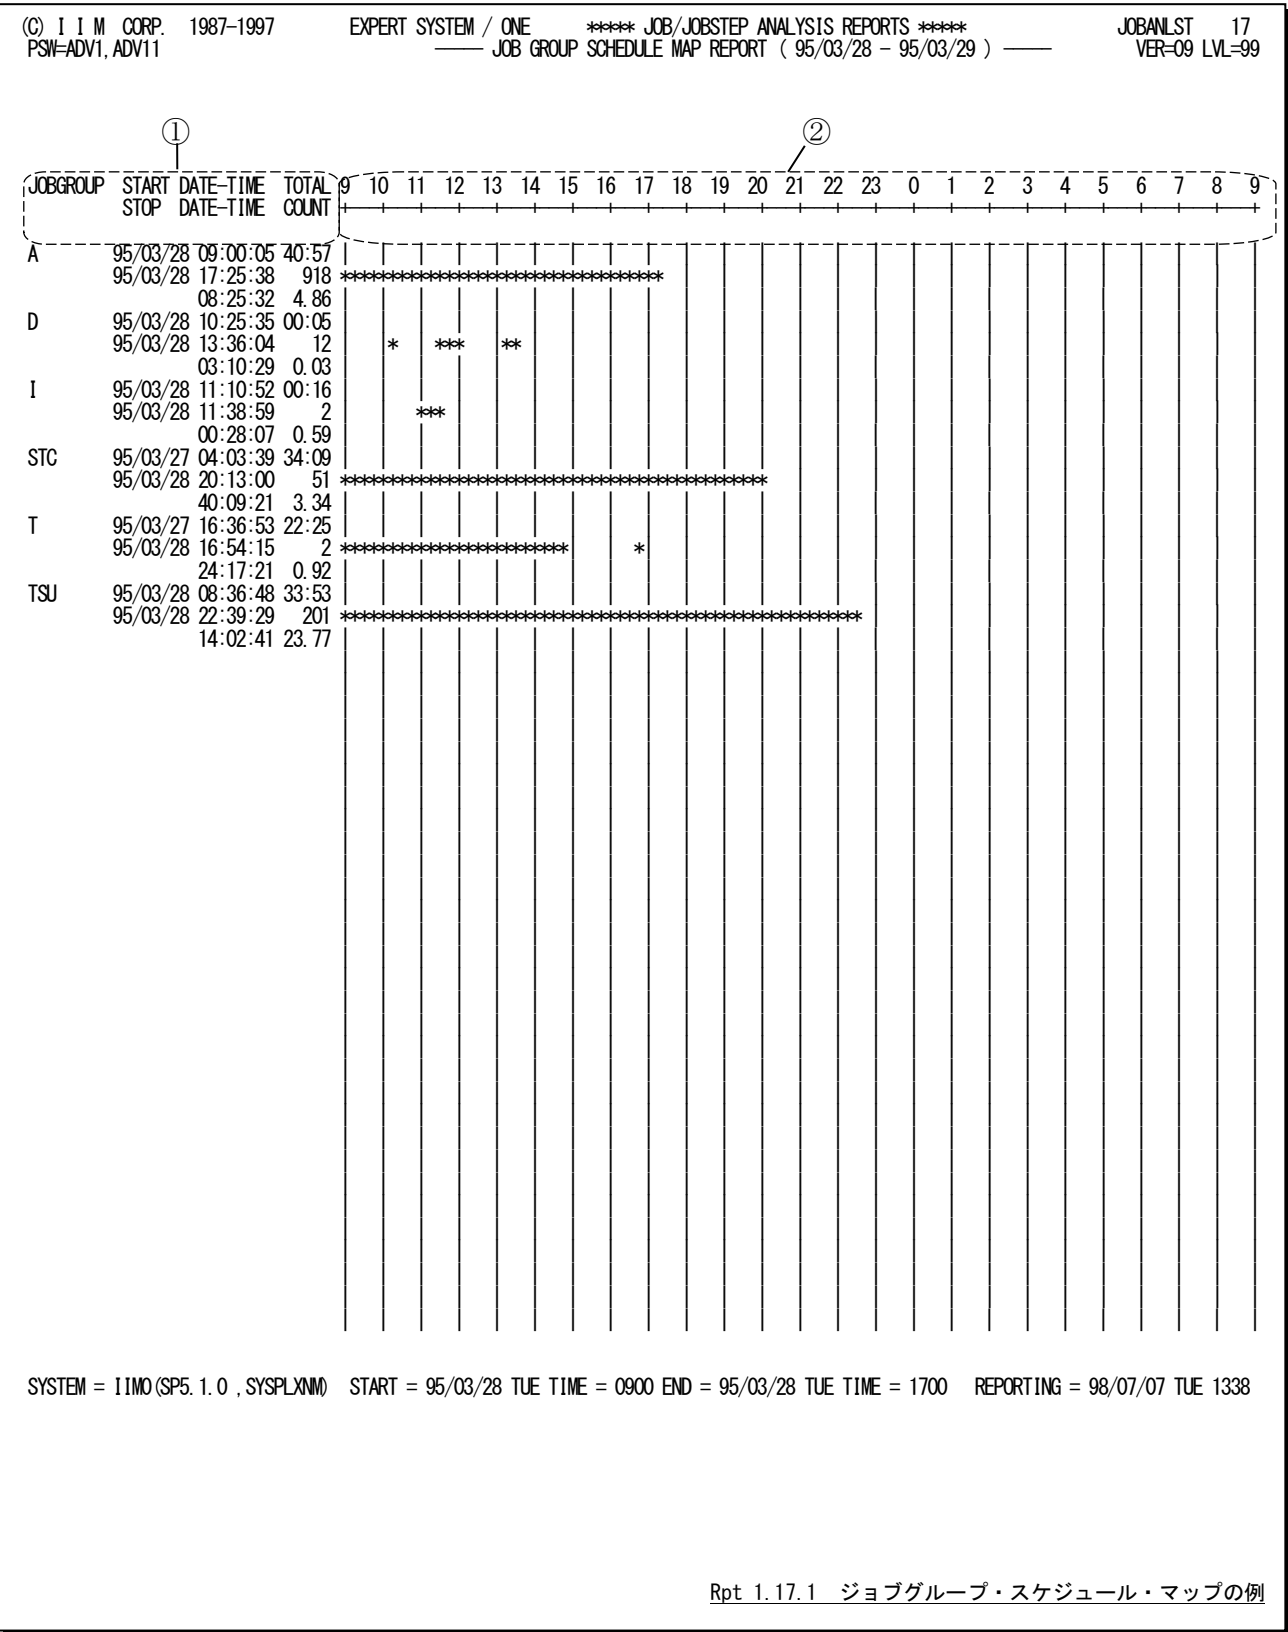 (C) I I M CORP. 1987-1997 EXPERT SYSTEM / ONE ***** JOB/JOBSTEP ANALYSIS REPORTS ***** JOBANLST 17
PSW=ADV1,ADV11 ―― JOB GROUP SCHEDULE MAP REPORT ( 95/03/28 - 95/03/29 ) ―― VER=09 LVL=99
① ②
JOBGROUP START DATE-TIME TOTAL 9 10 11 12 13 14 15 16 17 18 19 20 21 22 23 0 1 2 3 4 5 6 7 8 9
STOP DATE-TIME COUNT
A 95/03/28 09:00:05 40:57
95/03/28 17:25:38 918 **********************************
08:25:32 4.86
D 95/03/28 10:25:35 00:05
95/03/28 13:36:04 12 * *** **
03:10:29 0.03
I 95/03/28 11:10:52 00:16
95/03/28 11:38:59 2 ***
00:28:07 0.59
STC 95/03/27 04:03:39 34:09
95/03/28 20:13:00 51 *********************************************
40:09:21 3.34
T 95/03/27 16:36:53 22:25
95/03/28 16:54:15 2 ************************ *
24:17:21 0.92
TSU 95/03/28 08:36:48 33:53
95/03/28 22:39:29 201 *******************************************************
14:02:41 23.77
SYSTEM = IIMO(SP5.1.0 ,SYSPLXNM) START = 95/03/28 TUE TIME = 0900 END = 95/03/28 TUE TIME = 1700 REPORTING = 98/07/07 TUE 1338
Rpt 1.17.1 ジョブグループ・スケジュール・マップの例